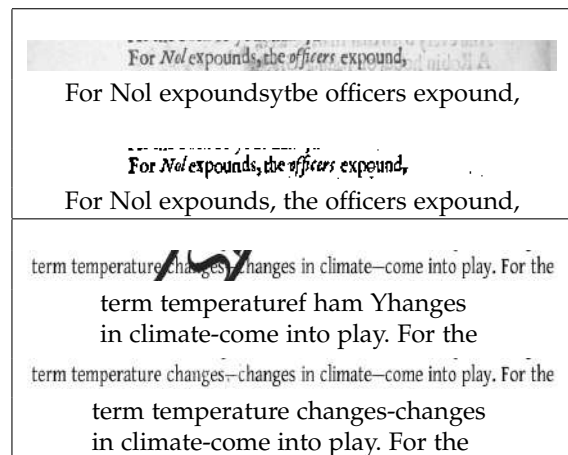 For Nol expounds, the officers expound,
For Nol expoundsytbe officers expound,
For Nol expounds, the officers expound,
For Nol expounds, the officers expound,
term temperature changes—changes in climate—come into play. For the
term temperaturef ham Yhanges
in climate-come into play. For the
term temperature changes—changes in climate—come into play. For the
term temperature changes-changes
in climate-come into play. For the